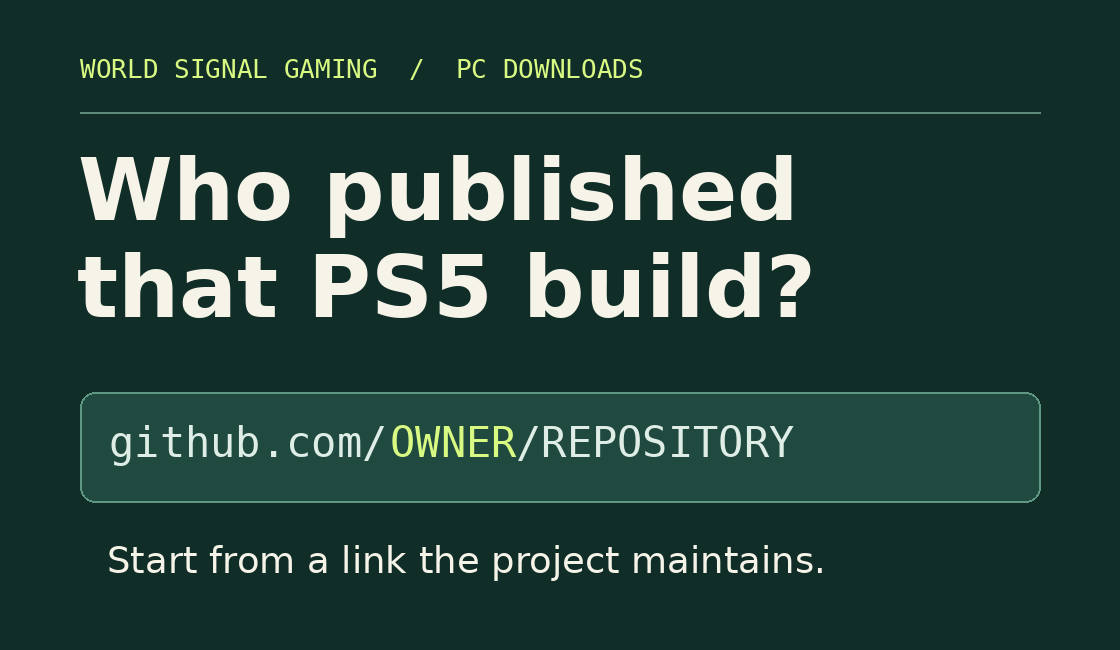 WORLD SIGNAL GAMING / PC DOWNLOADS
Who published
that PS5 build?
github.com/OWNER/REPOSITORY
Start from a link the project maintains.